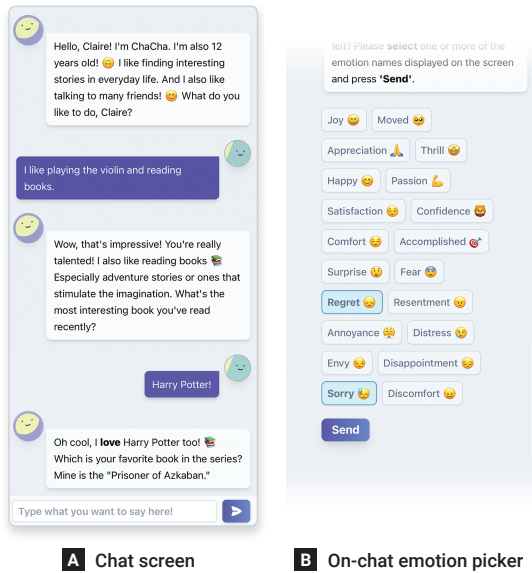 Hello, Claire! I'm ChaCha. I'm also 12
years old! 😊 I like finding interesting
stories in everyday life. And I also like
talking to many friends! 😊 What do you
like to do, Claire?
I like playing the violin and reading
books.
Wow, that's impressive! You're really
talented! I also like reading books 📚
Especially adventure stories or ones that
stimulate the imagination. What's the
most interesting book you've read
recently?
Harry Potter!
Oh cool, I love Harry Potter too! 📚
Which is your favorite book in the series?
Mine is the "Prisoner of Azkaban."
Type what you want to say here!
A Chat screen
felt? Please select one or more of the
emotion names displayed on the screen
and press 'Send'.
Joy 😄 Moved 🥺
Appreciation 🙏 Thrill 🤩
Happy 😊 Passion 💪
Satisfaction 😌 Confidence 🦁
Comfort 😌 Accomplished 🎯
Surprise 😲 Fear 😨
Regret 😞 Resentment 😠
Annoyance 😤 Distress 😢
Envy 😒 Disappointment 😔
Sorry 😓 Discomfort 😖
Send
B On-chat emotion picker